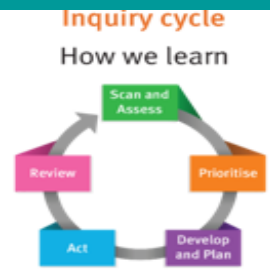 Inquiry cycle
How we learn
Scan and
Assess
Prioritise
Develop
and Plan
Act
Review